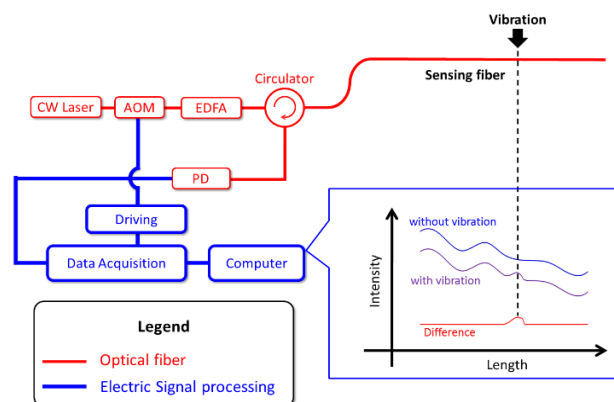 Vibration
Circulator
Sensing fiber
CW Laser
AOM
EDFA
PD
Driving
Data Acquisition
Computer
without vibration
with vibration
Intensity
Difference
Length
Legend
Optical fiber
Electric Signal processing